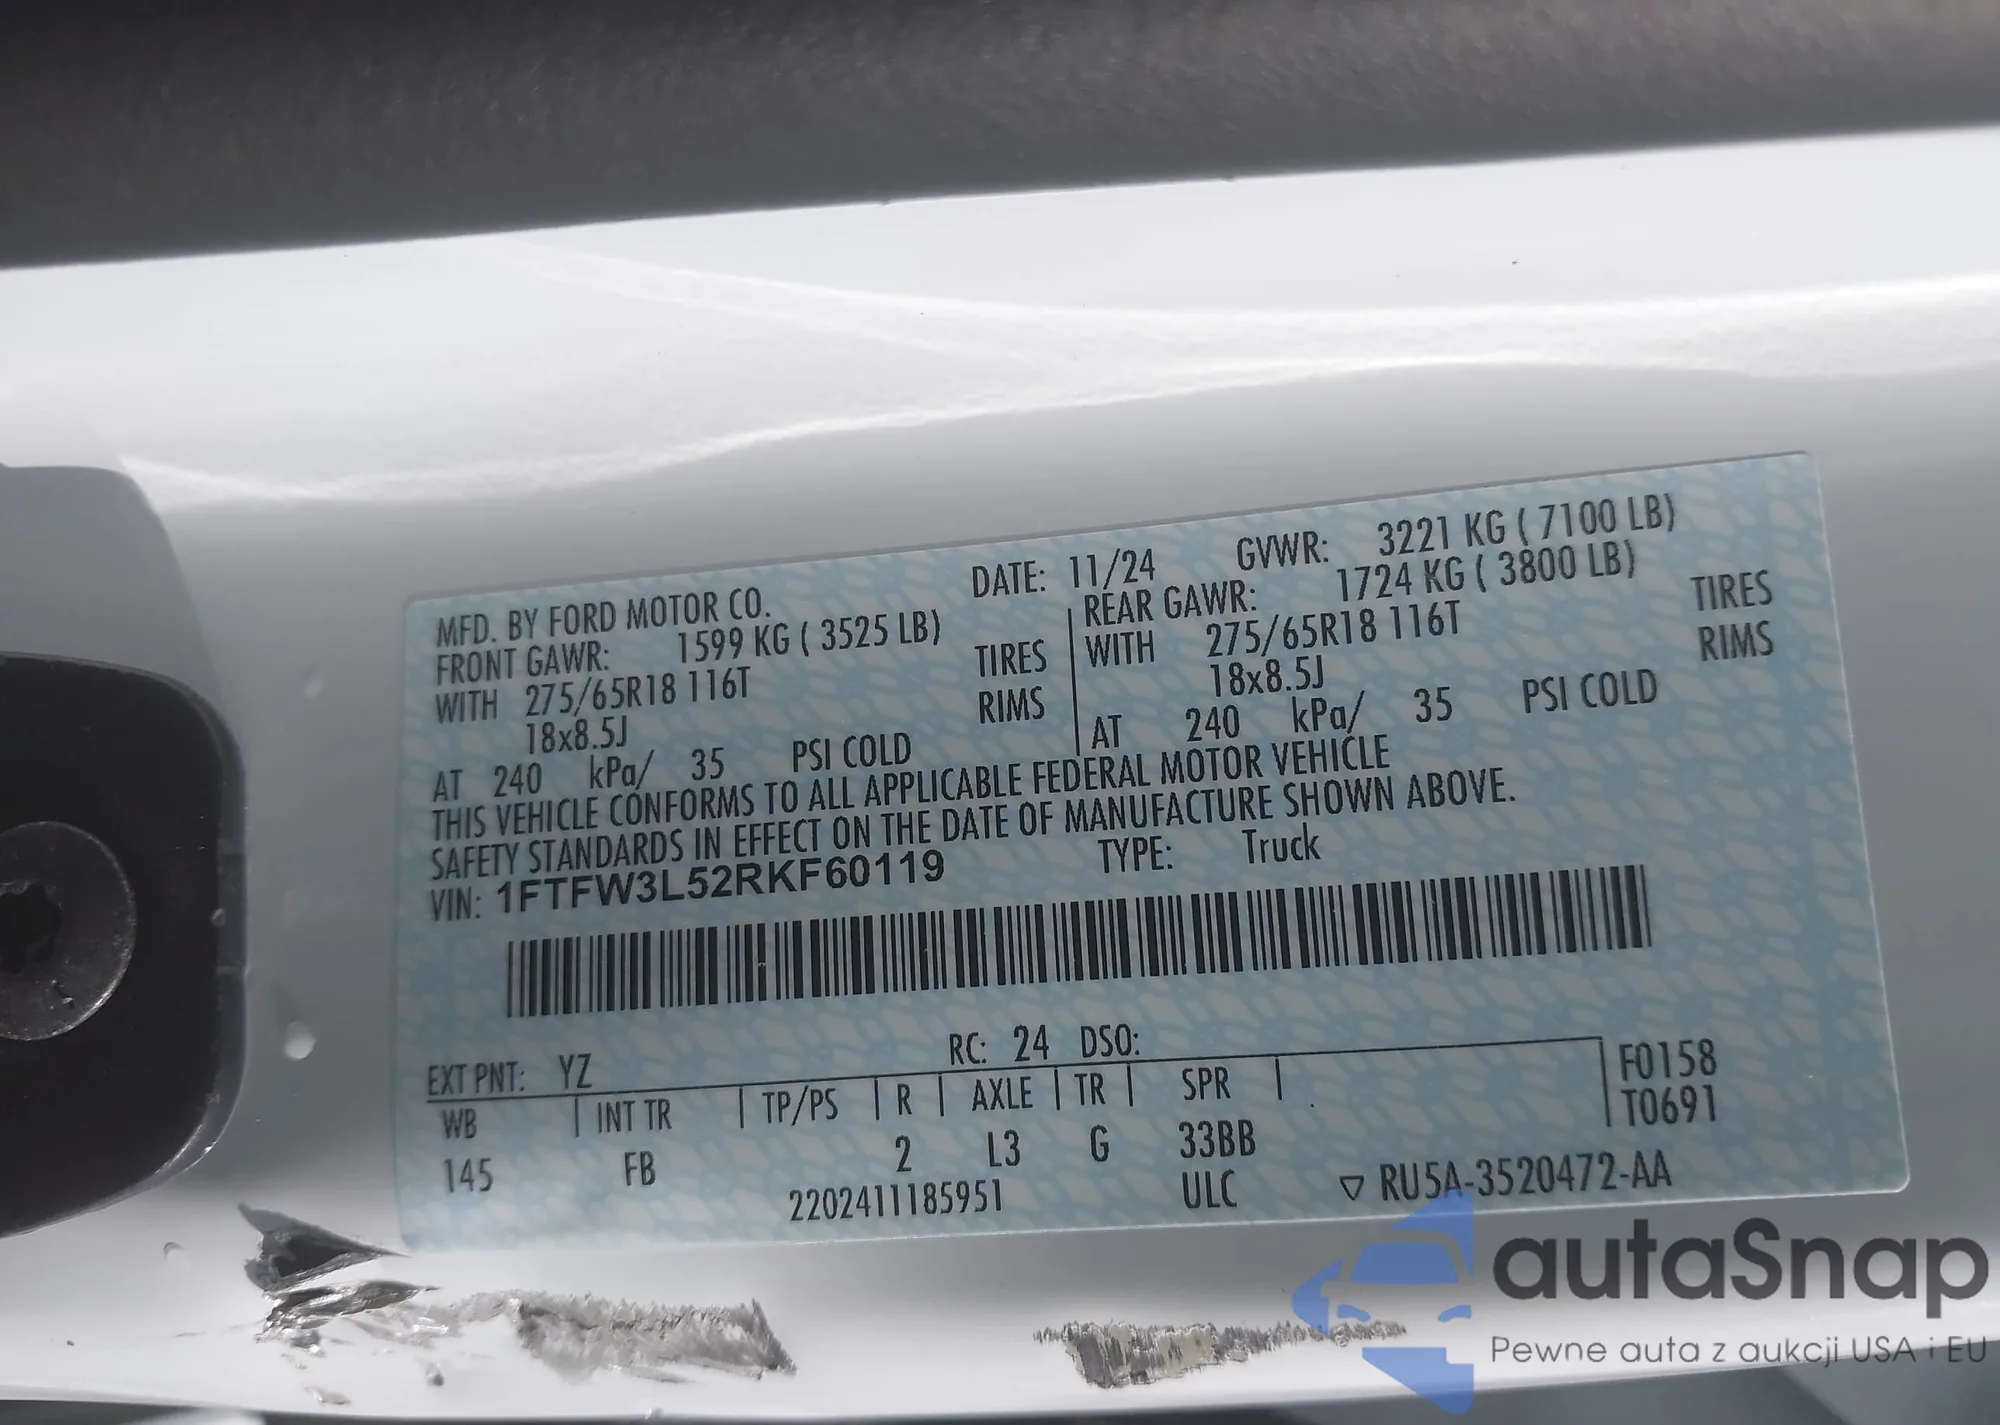 MFD. BY FORD MOTOR CO. DATE: 11/24 GVWR: 3221 KG ( 7100 LB)
FRONT GAWR: 1599 KG ( 3525 LB) REAR GAWR: 1724 KG ( 3800 LB)
WITH 275/65R18 116T TIRES WITH 275/65R18 116T TIRES
18x8.5J RIMS 18x8.5J RIMS
AT 240 kPa/ 35 PSI COLD AT 240 kPa/ 35 PSI COLD
THIS VEHICLE CONFORMS TO ALL APPLICABLE FEDERAL MOTOR VEHICLE
SAFETY STANDARDS IN EFFECT ON THE DATE OF MANUFACTURE SHOWN ABOVE.
VIN: 1FTFW3L52RKF60119 TYPE: Truck
EXT PNT: YZ RC: 24 DSO:
WB INT TR TP/PS R AXLE TR SPR F0158
T0691
145 FB 2 L3 G 33BB
2202411185951 ULC ▽ RU5A-3520472-AA
autaSnap
Pewne auta z aukcji USA i EU